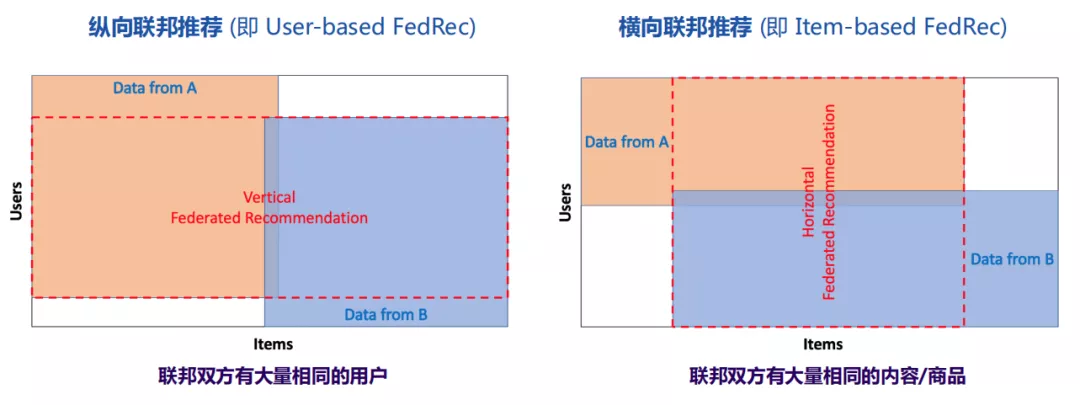 纵向联邦推荐 (即 User-based FedRec)
Data from A
Users
Vertical
Federated Recommendation
Data from B
Items
联邦双方有大量相同的用户
横向联邦推荐 (即 Item-based FedRec)
Data from A
Users
Horizontal
Federated Recommendation
Data from B
Items
联邦双方有大量相同的内容/商品